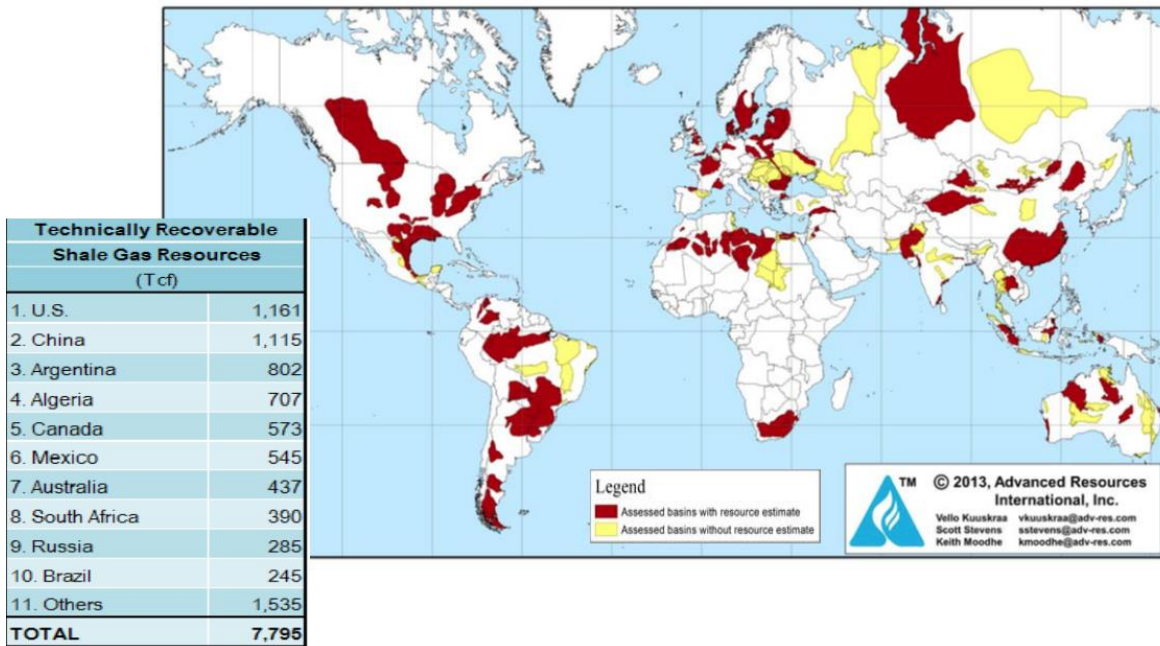 Technically Recoverable
Shale Gas Resources
(Tcf)
1. U.S. 1,161
2. China 1,115
3. Argentina 802
4. Algeria 707
5. Canada 573
6. Mexico 545
7. Australia 437
8. South Africa 390
9. Russia 285
10. Brazil 245
11. Others 1,535
TOTAL 7,795
Legend
Assessed basins with resource estimate
Assessed basins without resource estimate
TM
© 2013, Advanced Resources
International, Inc.
Vello Kuuskraa vkuuskraa@adv-res.com
Scott Stevens sstevens@adv-res.com
Keith Moodhe kmoodhe@adv-res.com